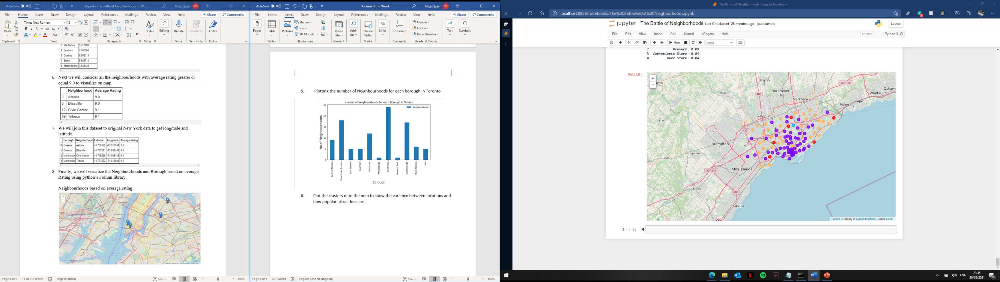 AutoSave Off Report - The Battle of Neighborhoods - Word Milan Sajiv MS
File Home Insert Draw Design Layout References Mailings Review View Help Share Comments
Times New Roman 13
Paste Styles Editing Dictate Sensitivity Editor
Clipboard Font Paragraph Styles Voice Sensitivity Editor
2 Manhattan 8.210000
1 Brooklyn 7.700000
3 Queens 6.552113
0 Bronx 5.585714
4 Staten Island 3.533333
6. Next we will consider all the neighbourhoods with average rating greater or
equal 9.0 to visualize on map.
Neighborhood Average Rating
0 Astoria 9.0
5 Blissville 9.0
12 Civic Center 9.1
69 Tribeca 9.1
7. We will join this dataset to original New York data to get longitude and
latitude.
Borough Neighborhood Latitude Longitude Average Rating
0 Queens Astoria 40.768509 -73.915654 9.0
1 Queens Blissville 40.737251 -73.932442 9.0
2 Manhattan Civic Center 40.715229 -74.005415 9.1
3 Manhattan Tribeca 40.721522 -74.010683 9.1
8. Finally, we will visualize the Neighbourhoods and Borough based on average
Rating using python's Folium library.
Neighbourhoods based on average rating:
Page 4 of 6 14 of 711 words English (India) Focus 100%
AutoSave Off Document1 - Word Milan Sajiv MS
File Home Insert Draw Design Layout References Mailings Review View Help Share Comments
Pages Table Pictures Shapes Icons 3D Models Reuse Files Add-ins Online Video Links Comment Header Footer Page Number Text Symbols
Tables Illustrations Content Media Comments Header & Footer
5. Plotting the number of Neighbourhoods for each borough in Toronto
Number of Neighbourhoods for each Borough in Toronto
Neighbourhood
No.of Neighbourhoods
25
20
15
10
5
0
Central Toronto
Downtown Toronto
East Toronto
East York
Etobicoke
Mississauga
North York
Queen's Park
Scarborough
West Toronto
York
Borough
6. Plot the clusters onto the map to show the variance between locations and
how popular attractions are.
Page 4 of 4 421 words English (United Kingdom) Focus 100%
The Battle of Neighborhoods - Jupyter Notebook
localhost:8888/notebooks/The%20Battle%20of%20Neighborhoods.ipynb
jupyter The Battle of Neighborhoods Last Checkpoint: 26 minutes ago (autosaved) Logout
File Edit View Insert Cell Kernel Widgets Help Trusted Python 3
Run Code
2 Brewery 0.09
3 Convenience Store 0.04
4 Beer Store 0.04
Out[10]:
+
−
King City
407 Toll
Oshawa
Richmond
Hill
Whitby
Bolton
400
Markham
Ajax
Pickering
Vaughan
Erin
401
Peel Region
427
Brampton
Georgetown
Acton
407 ETR
Mississauga
Milton
403
Oakville
QEW
Leaflet | Data by © OpenStreetMap, under ODbL.
In [ ]:
ENG 23:45
30/03/2021
26